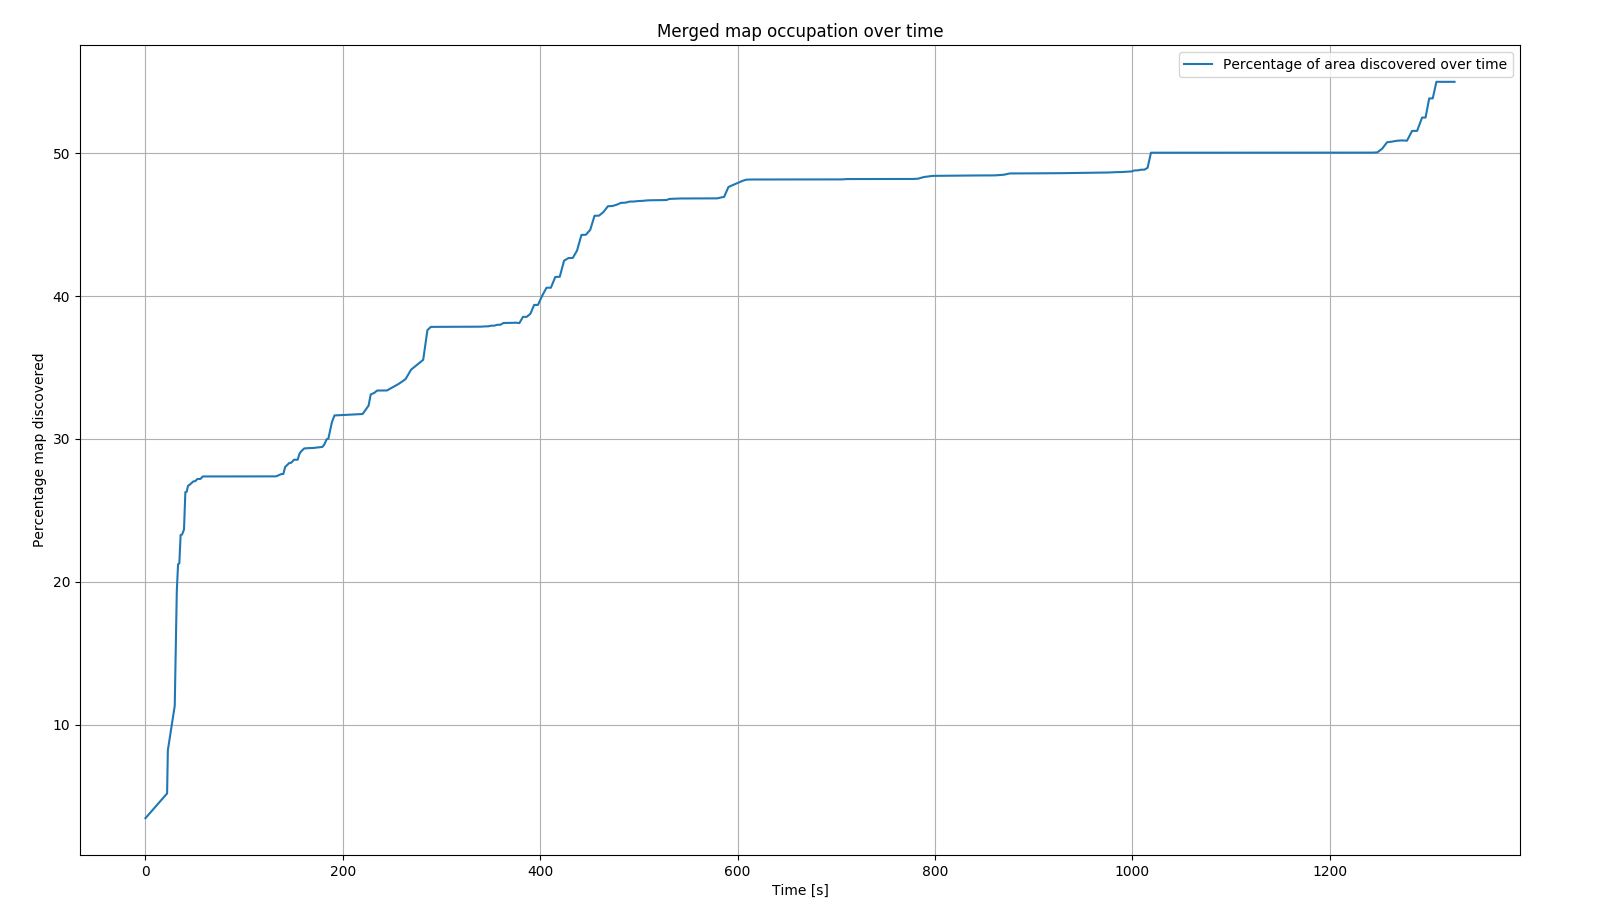 Merged map occupation over time
Percentage of area discovered over time
Percentage map discovered
50
40
30
20
10
0 200 400 600 800 1000 1200
Time [s]